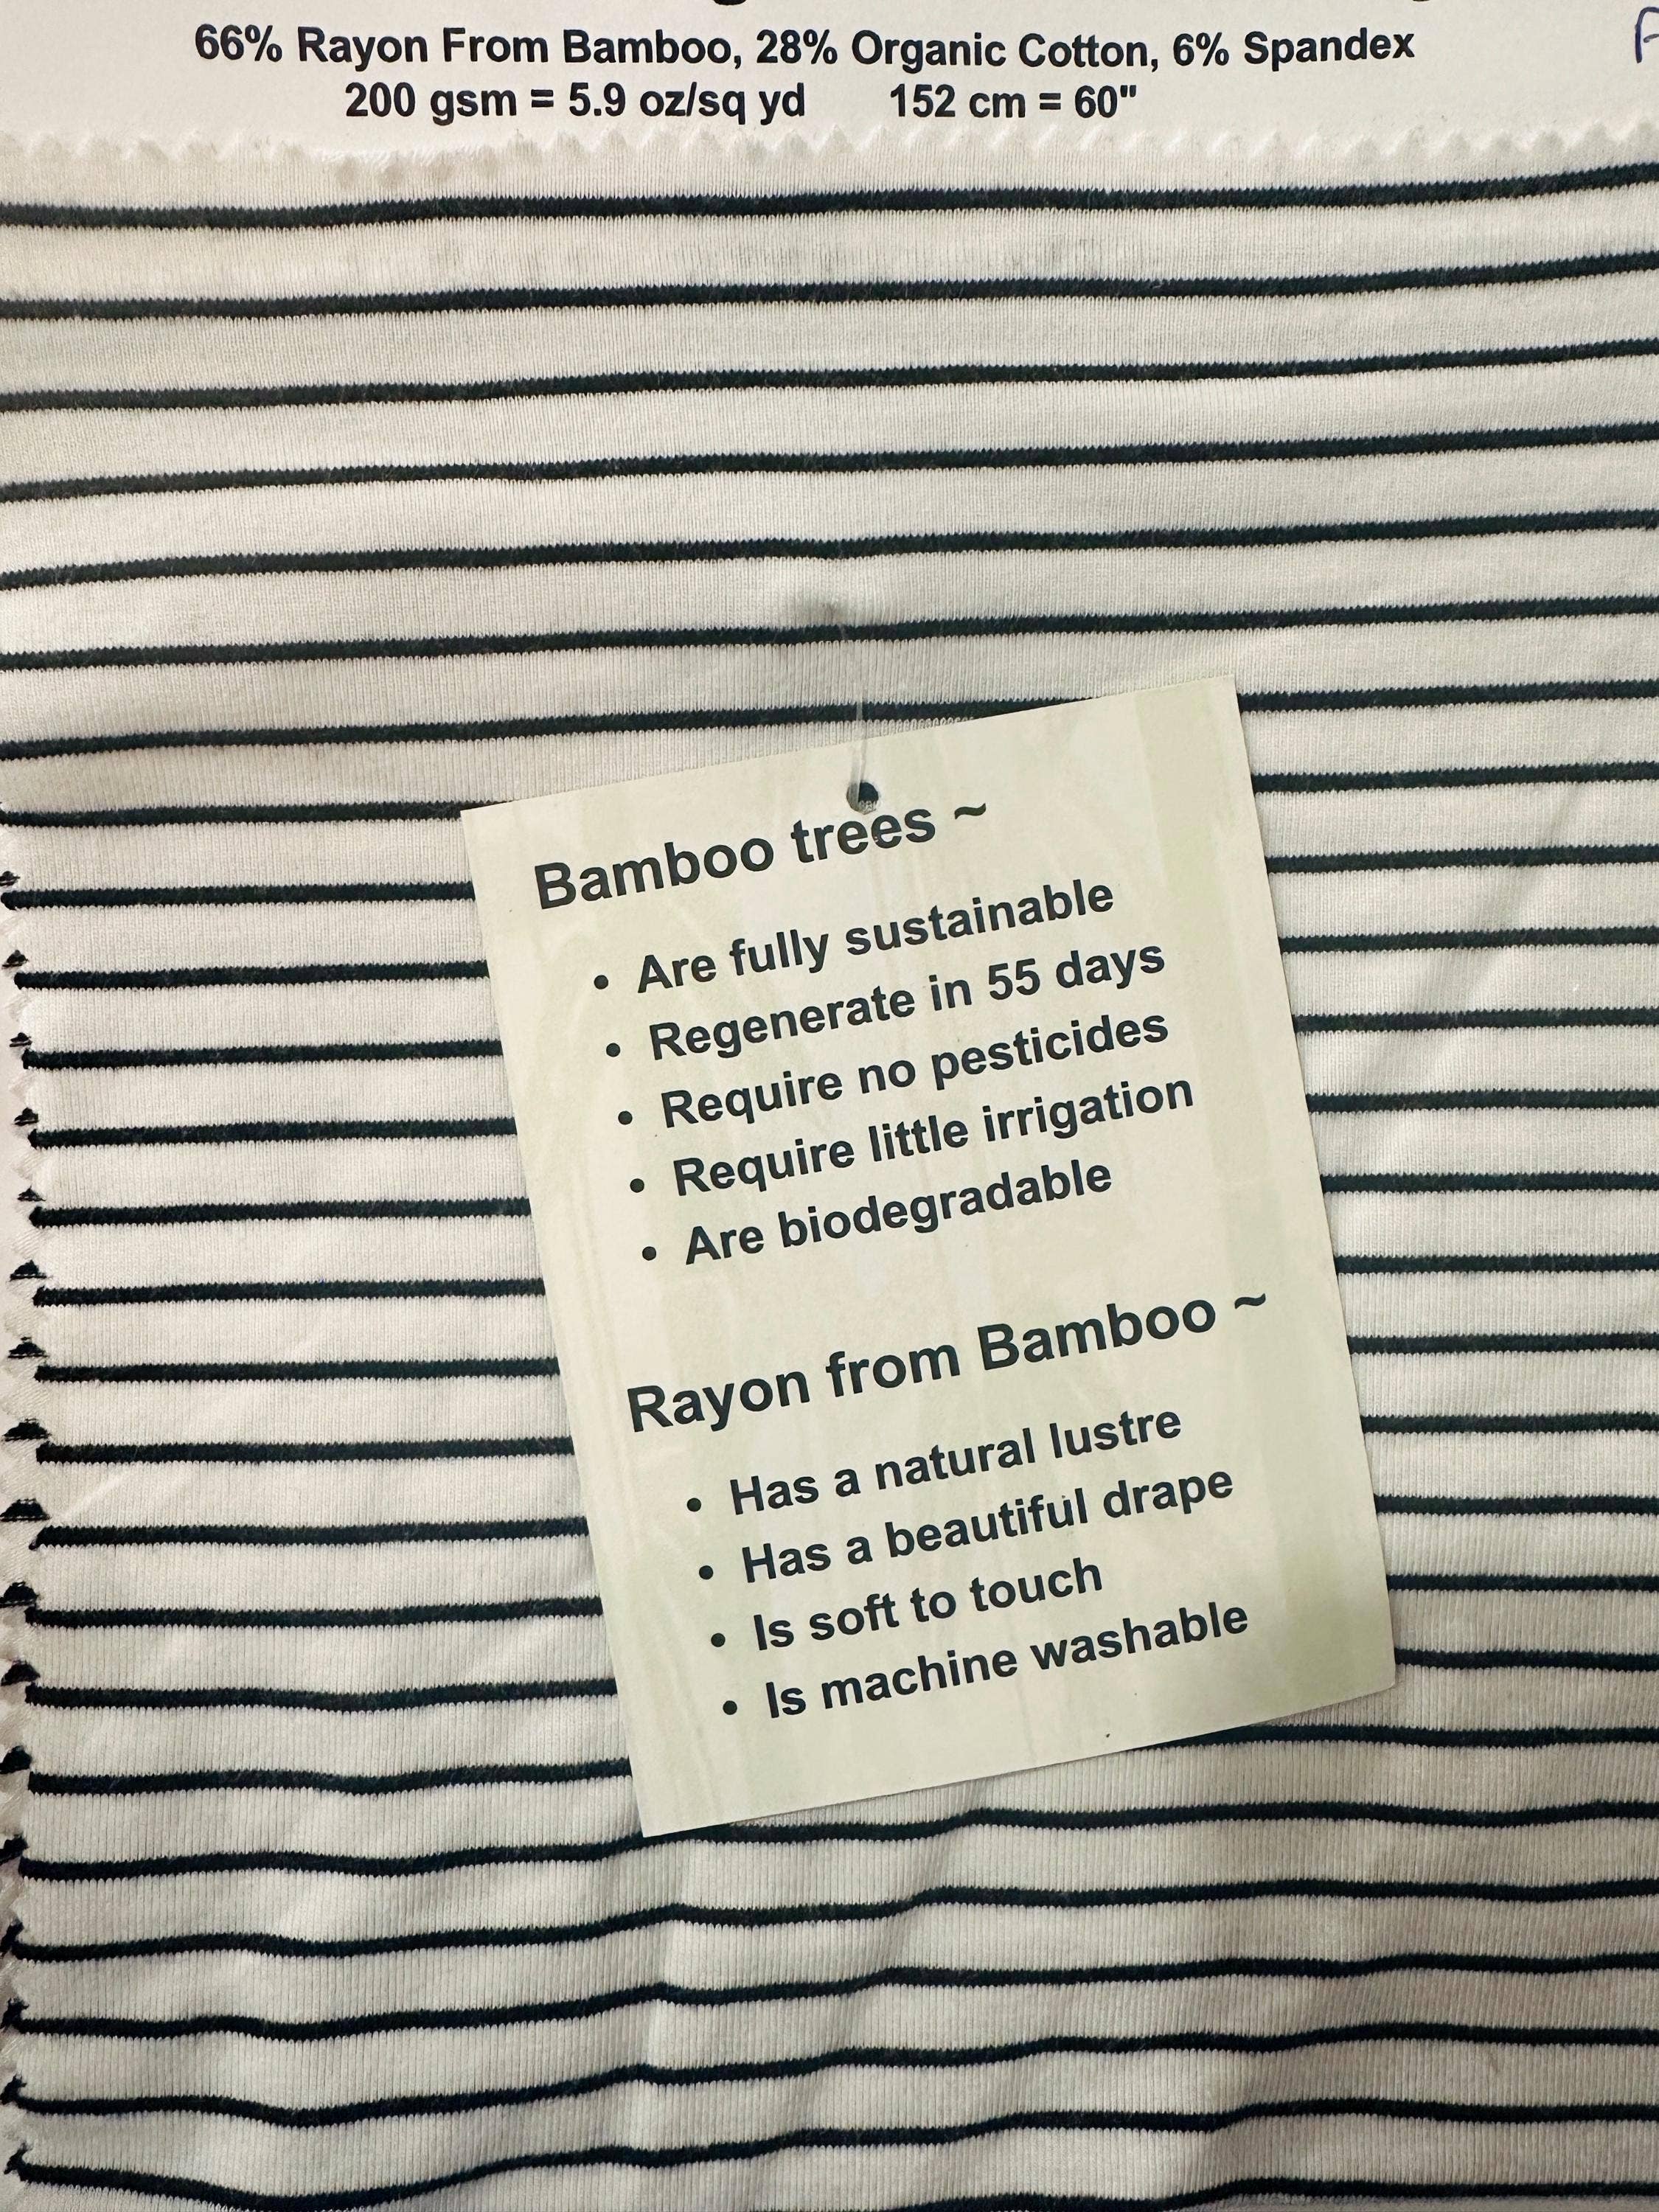 66% Rayon From Bamboo, 28% Organic Cotton, 6% Spandex
200 gsm = 5.9 oz/sq yd 152 cm = 60"
Bamboo trees ~
• Are fully sustainable
• Regenerate in 55 days
• Require no pesticides
• Require little irrigation
• Are biodegradable
Rayon from Bamboo ~
• Has a natural lustre
• Has a beautiful drape
• Is soft to touch
• Is machine washable